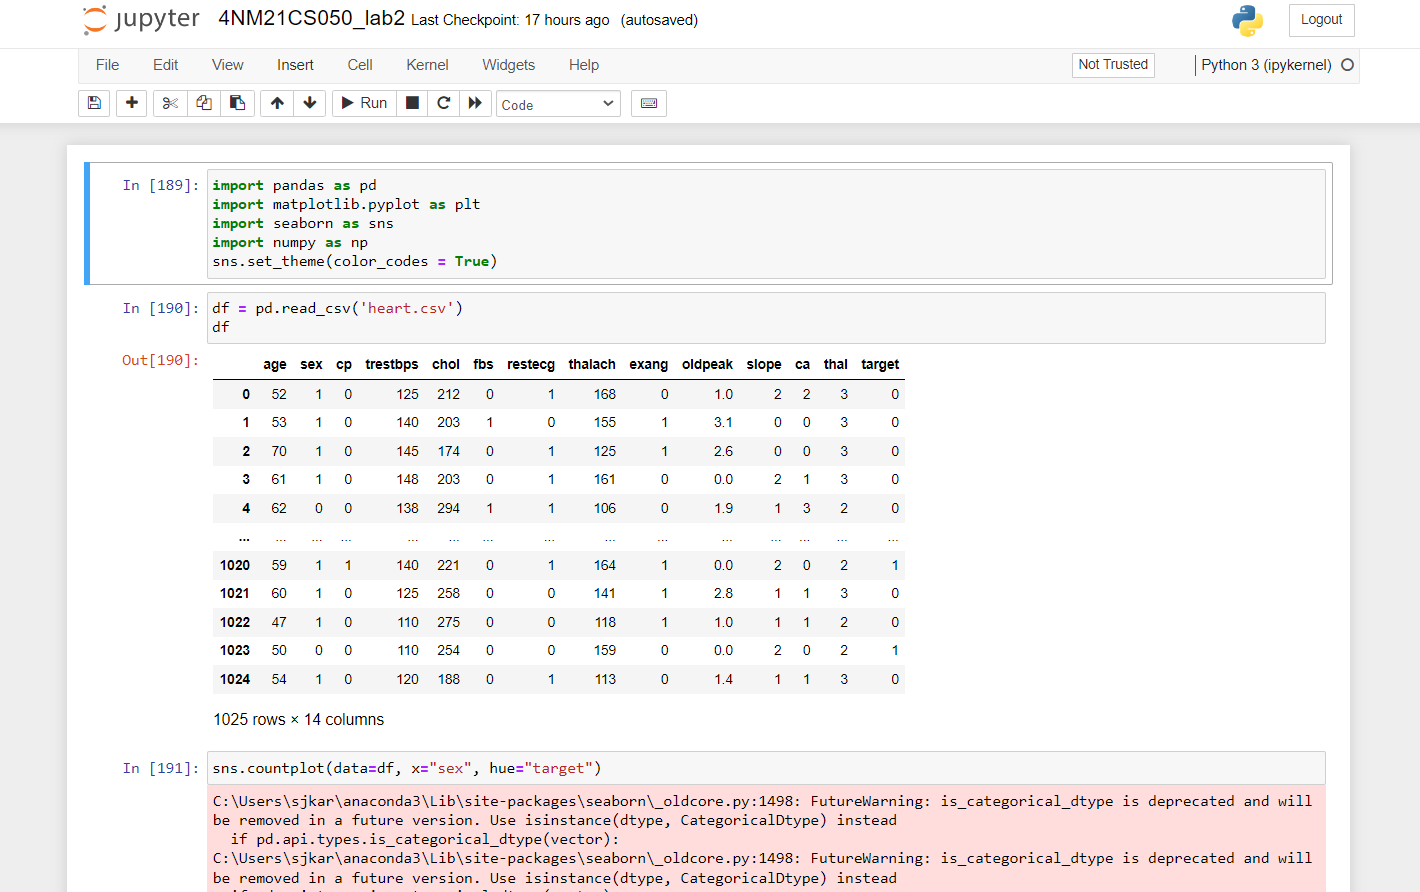 jupyter 4NM21CS050_lab2 Last Checkpoint: 17 hours ago (autosaved) Logout
File Edit View Insert Cell Kernel Widgets Help Not Trusted Python 3 (ipykernel)
Run Code
In [189]: import pandas as pd
import matplotlib.pyplot as plt
import seaborn as sns
import numpy as np
sns.set_theme(color_codes = True)
In [190]: df = pd.read_csv('heart.csv')
df
Out[190]:
age sex cp trestbps chol fbs restecg thalach exang oldpeak slope ca thal target
0 52 1 0 125 212 0 1 168 0 1.0 2 2 3 0
1 53 1 0 140 203 1 0 155 1 3.1 0 0 3 0
2 70 1 0 145 174 0 1 125 1 2.6 0 0 3 0
3 61 1 0 148 203 0 1 161 0 0.0 2 1 3 0
4 62 0 0 138 294 1 1 106 0 1.9 1 3 2 0
... ... ... ... ... ... ... ... ... ... ... ... ... ... ...
1020 59 1 1 140 221 0 1 164 1 0.0 2 0 2 1
1021 60 1 0 125 258 0 0 141 1 2.8 1 1 3 0
1022 47 1 0 110 275 0 0 118 1 1.0 1 1 2 0
1023 50 0 0 110 254 0 0 159 0 0.0 2 0 2 1
1024 54 1 0 120 188 0 1 113 0 1.4 1 1 3 0
1025 rows × 14 columns
In [191]: sns.countplot(data=df, x="sex", hue="target")
C:\Users\sjkar\anaconda3\Lib\site-packages\seaborn\_oldcore.py:1498: FutureWarning: is_categorical_dtype is deprecated and will
be removed in a future version. Use isinstance(dtype, CategoricalDtype) instead
if pd.api.types.is_categorical_dtype(vector):
C:\Users\sjkar\anaconda3\Lib\site-packages\seaborn\_oldcore.py:1498: FutureWarning: is_categorical_dtype is deprecated and will
be removed in a future version. Use isinstance(dtype, CategoricalDtype) instead